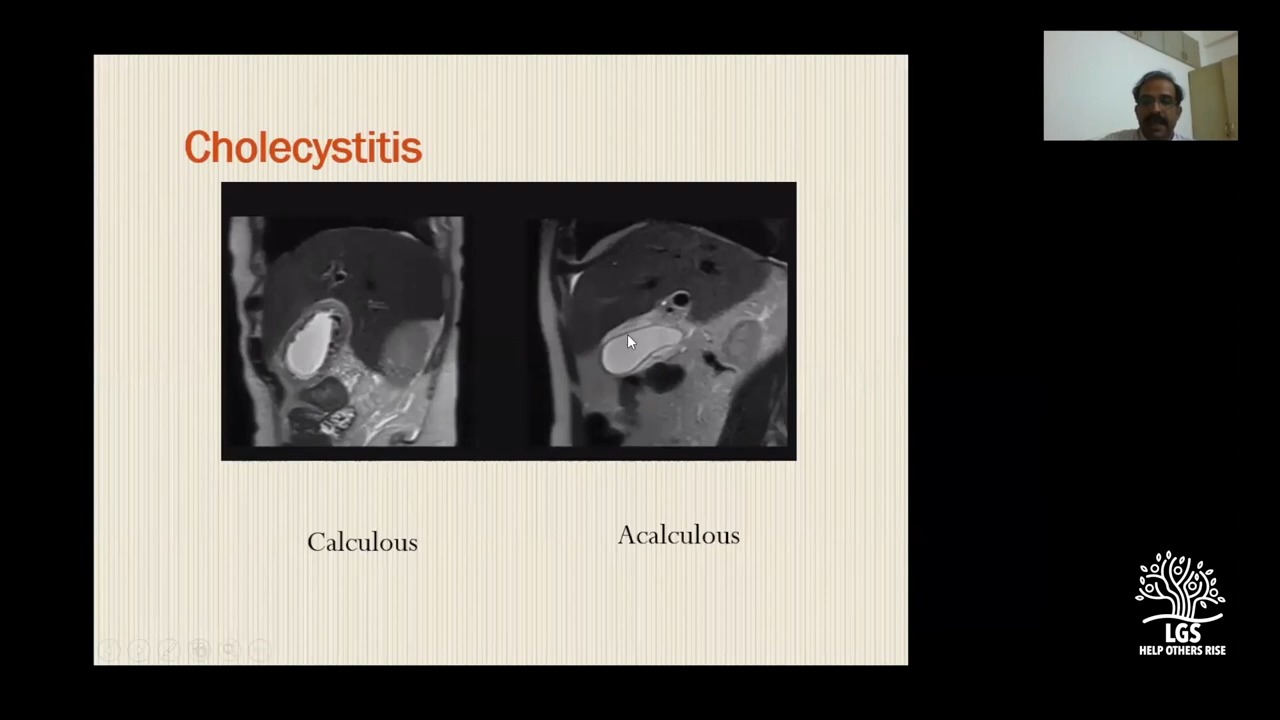 Cholecystitis
Calculous
Acalculous
LGS
HELP OTHERS RISE